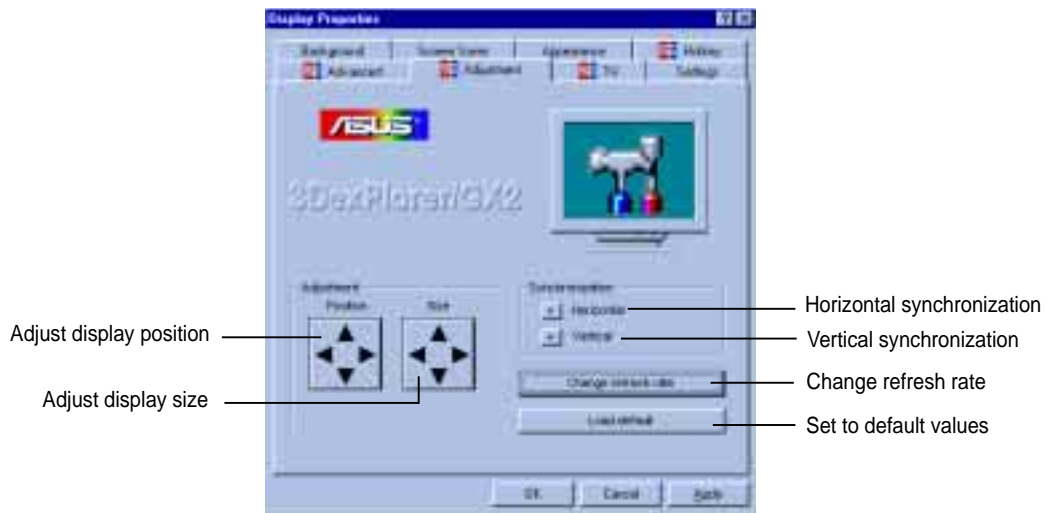 Display Properties
Background
Screen Saver
Appearance
Hotkey
Advanced
Adjustment
TV
Settings
ASUS
3DexPlorer/GX2
Adjustment
Position
Size
Synchronization
Horizontal
Vertical
Change refresh rate
Load default
OK
Cancel
Apply
Adjust display position
Adjust display size
Horizontal synchronization
Vertical synchronization
Change refresh rate
Set to default values